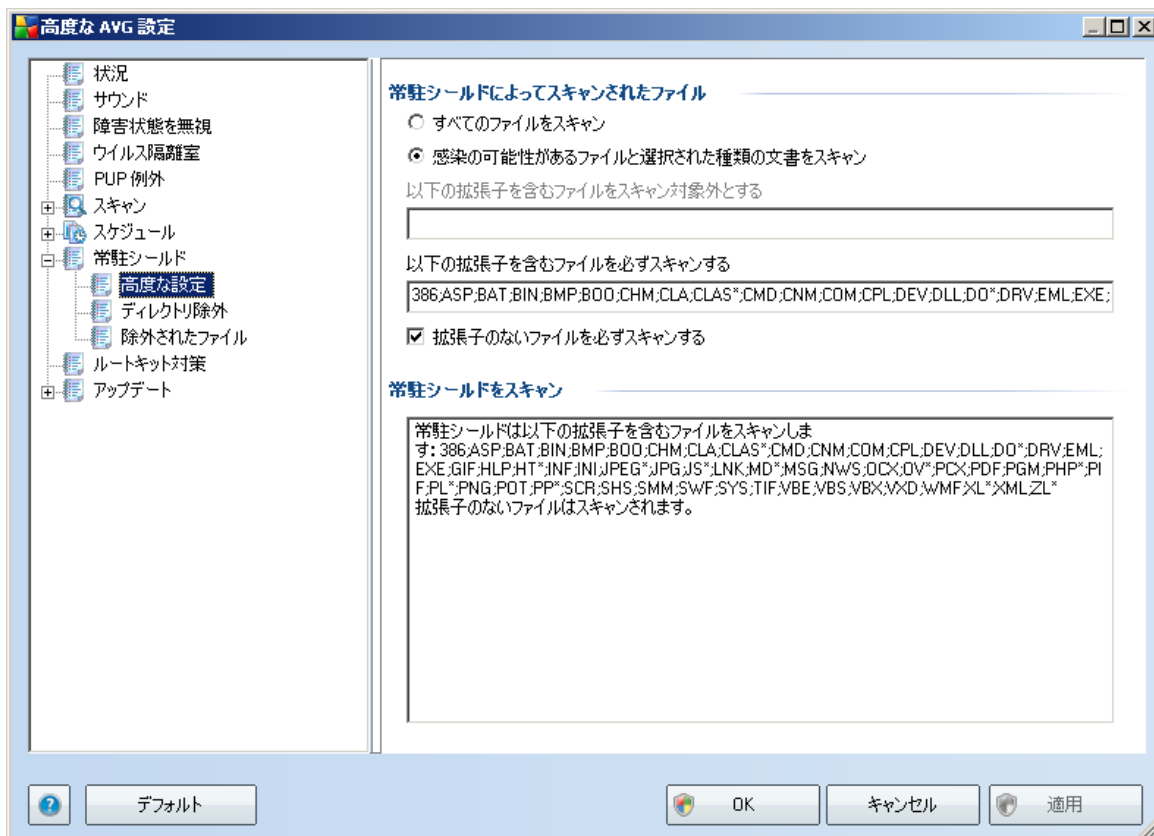 高度な AVG 設定
状況
サウンド
障害状態を無視
ウイルス隔離室
PUP 例外
スキャン
スケジュール
常駐シールド
高度な設定
ディレクトリ除外
除外されたファイル
ルートキット対策
アップデート
常駐シールドによってスキャンされたファイル
すべてのファイルをスキャン
感染の可能性があるファイルと選択された種類の文書をスキャン
以下の拡張子を含むファイルをスキャン対象外とする
以下の拡張子を含むファイルを必ずスキャンする
386;ASP;BAT;BIN;BMP;BOO;CHM;CLA;CLAS*;CMD;CNM;COM;CPL;DEV;DLL;DO*;DRV;EML;EXE;
拡張子のないファイルを必ずスキャンする
常駐シールドをスキャン
常駐シールドは以下の拡張子を含むファイルをスキャンしま
す: 386;ASP;BAT;BIN;BMP;BOO;CHM;CLA;CLAS*;CMD;CNM;COM;CPL;DEV;DLL;DO*;DRV;EML;
EXE;GIF;HLP;HT*;INF;INI;JPEG*;JPG;JS*;LNK;MD*;MSG;NWS;OCX;OV*;PCX;PDF;PGM;PHP*;PI
F;PL*;PNG;POT;PP*;SCR;SHS;SMM;SWF;SYS;TIF;VBE;VBS;VBX;VXD;WMF;XL*;XML;ZL*
拡張子のないファイルはスキャンされます。
デフォルト
OK
キャンセル
適用